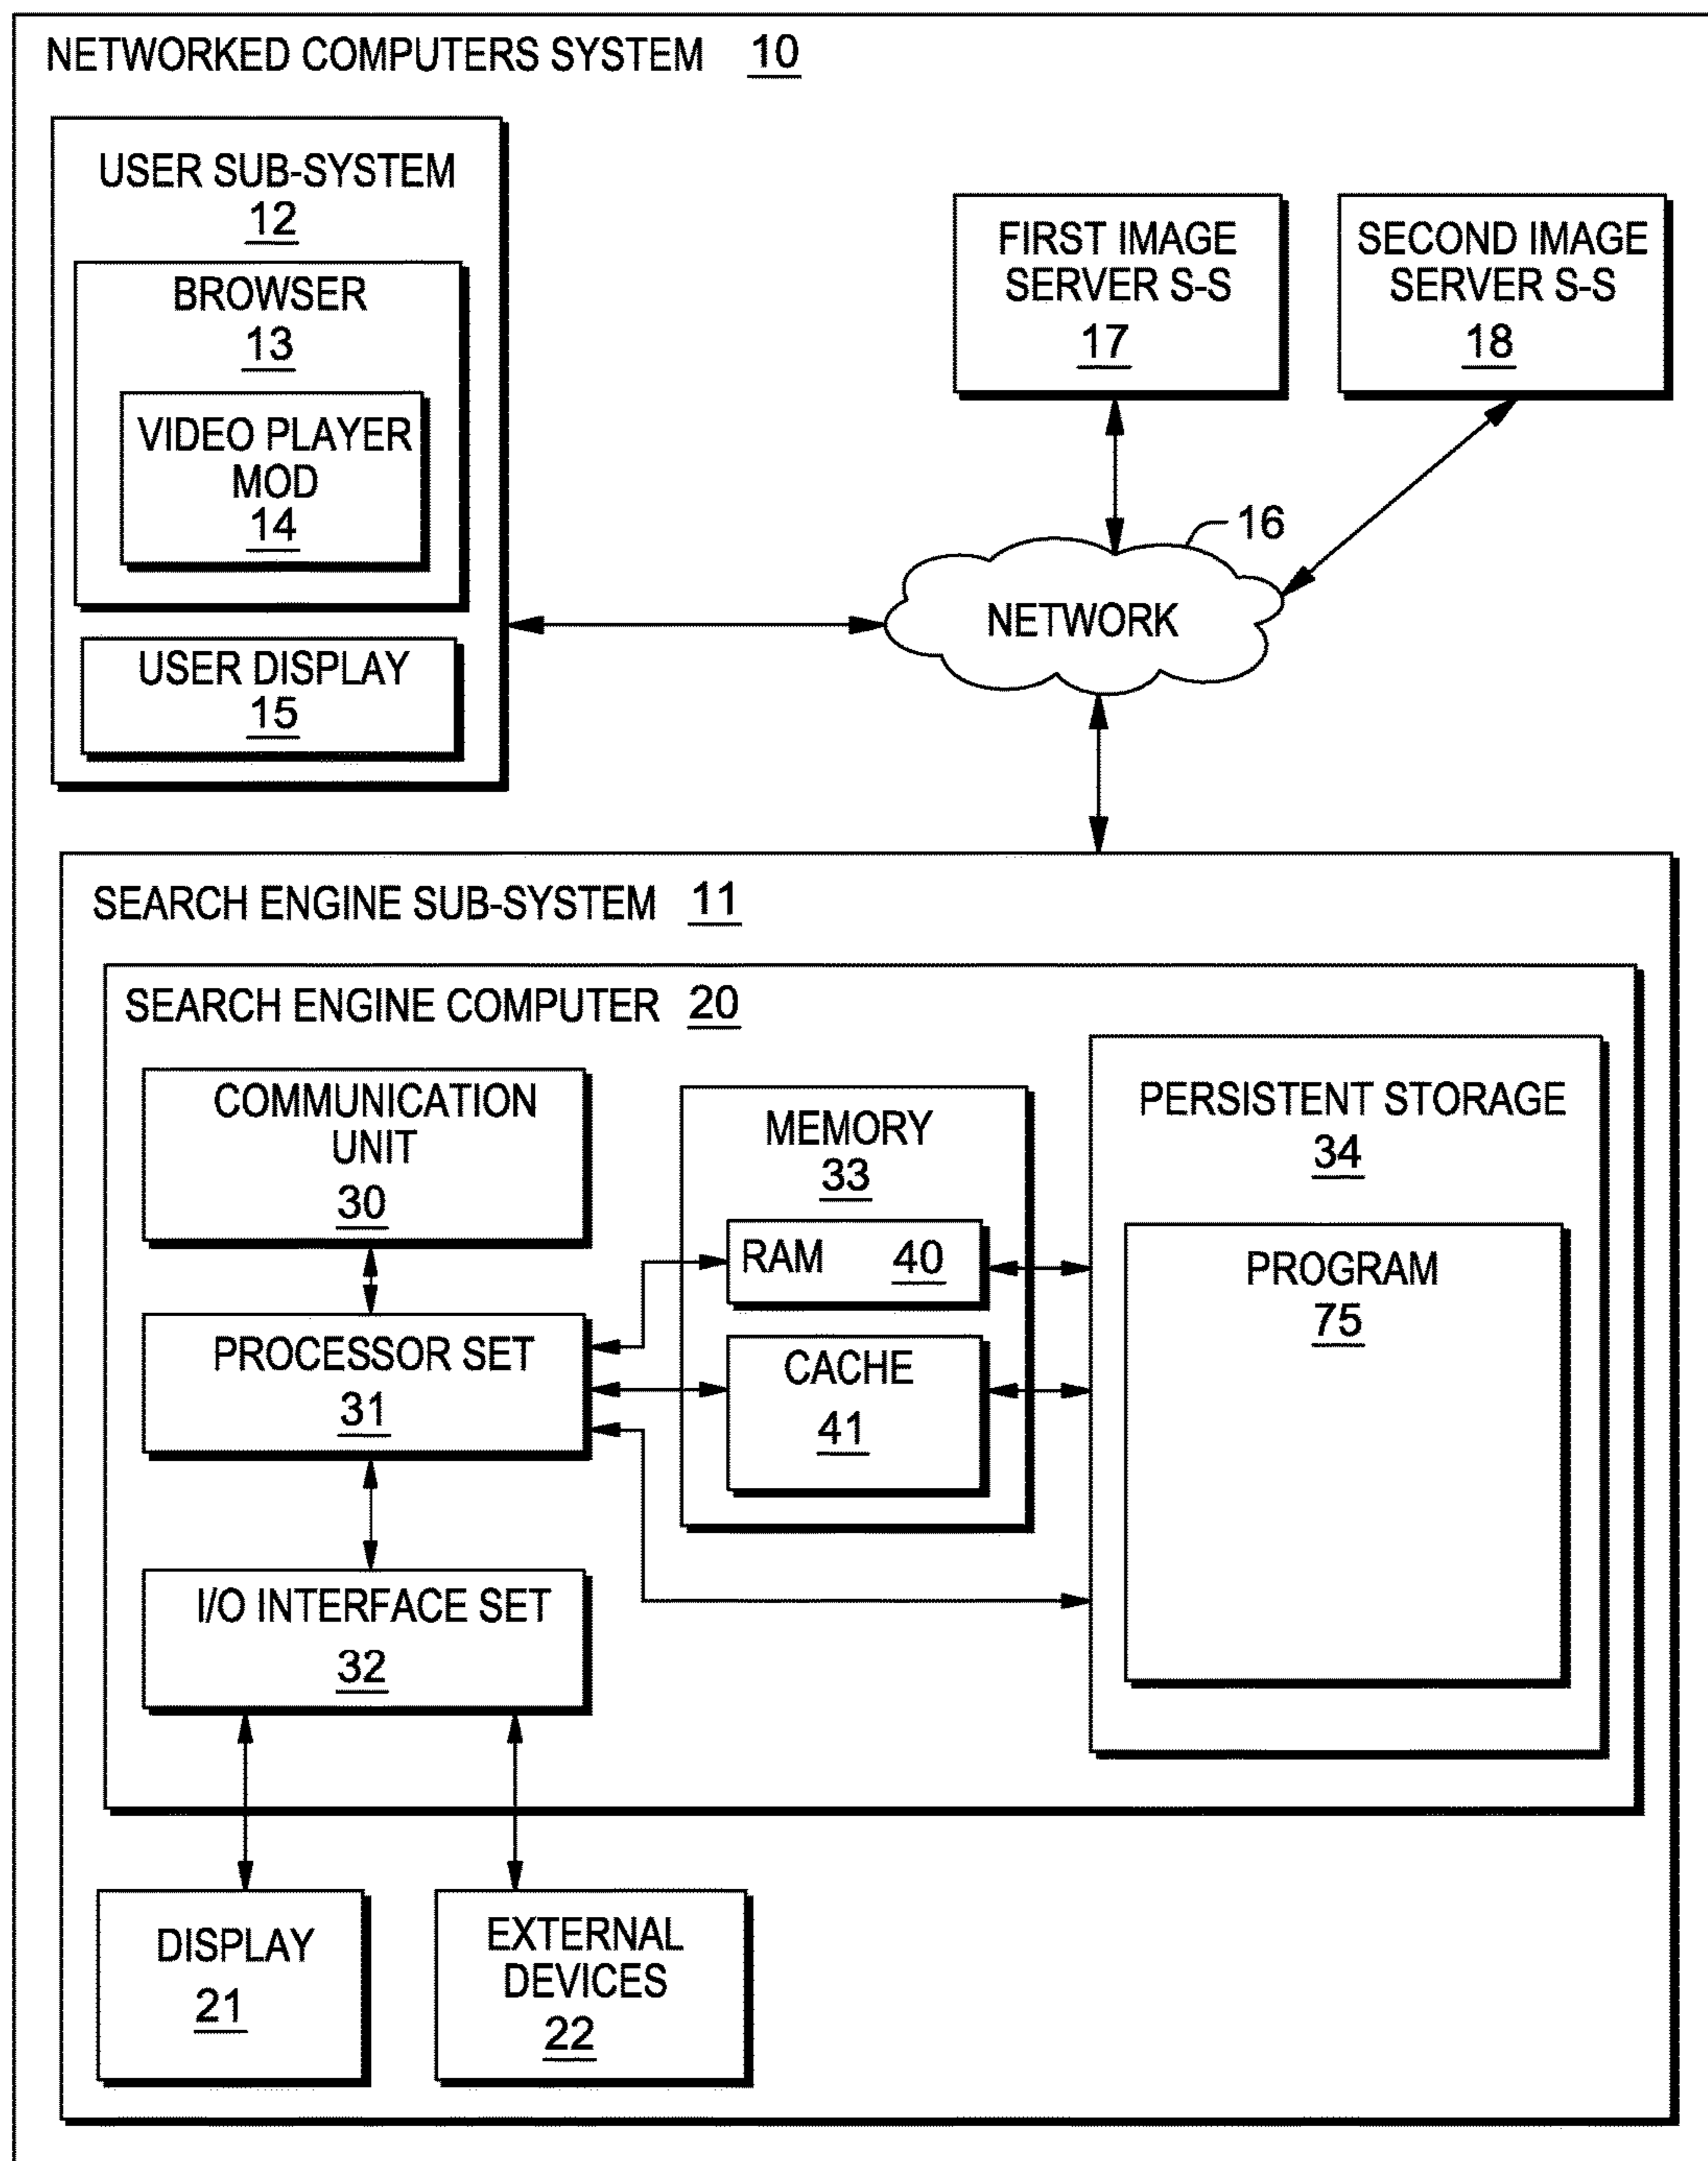 NETWORKED COMPUTERS SYSTEM 10
USER SUB-SYSTEM
12
BROWSER
13
VIDEO PLAYER
MOD
14
USER DISPLAY
15
FIRST IMAGE
SERVER S-S
17
SECOND IMAGE
SERVER S-S
18
16
NETWORK
SEARCH ENGINE SUB-SYSTEM 11
SEARCH ENGINE COMPUTER 20
COMMUNICATION
UNIT
30
PROCESSOR SET
31
I/O INTERFACE SET
32
MEMORY
33
RAM 40
CACHE
41
PERSISTENT STORAGE
34
PROGRAM
75
DISPLAY
21
EXTERNAL
DEVICES
22